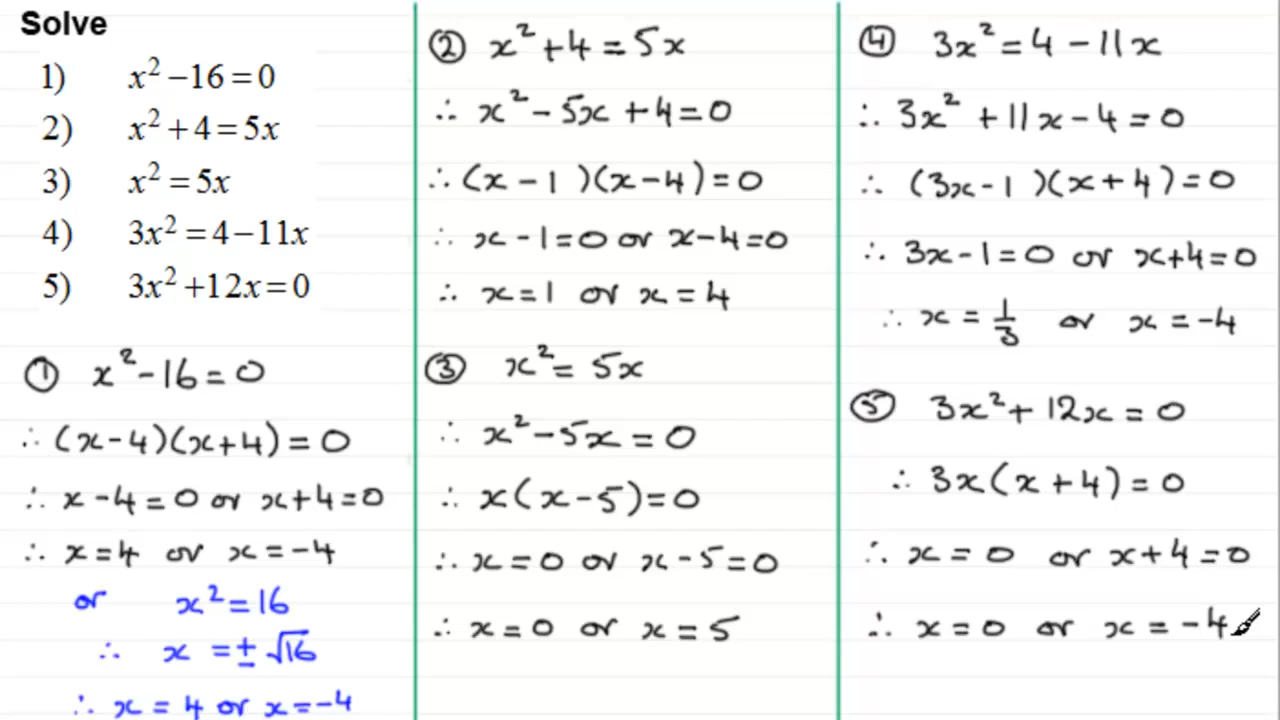 Solve
1) x² − 16 = 0
2) x² + 4 = 5x
3) x² = 5x
4) 3x² = 4 − 11x
5) 3x² + 12x = 0
① x² - 16 = 0
∴ (x - 4)(x + 4) = 0
∴ x - 4 = 0 or x + 4 = 0
∴ x = 4 or x = -4
or x² = 16
∴ x = ± √16
∴ x = 4 or x = -4
② x² + 4 = 5x
∴ x² - 5x + 4 = 0
∴ (x - 1)(x - 4) = 0
∴ x - 1 = 0 or x - 4 = 0
∴ x = 1 or x = 4
③ x² = 5x
∴ x² - 5x = 0
∴ x(x - 5) = 0
∴ x = 0 or x - 5 = 0
∴ x = 0 or x = 5
④ 3x² = 4 - 11x
∴ 3x² + 11x - 4 = 0
∴ (3x - 1)(x + 4) = 0
∴ 3x - 1 = 0 or x + 4 = 0
∴ x = 1/3 or x = -4
⑤ 3x² + 12x = 0
∴ 3x(x + 4) = 0
∴ x = 0 or x + 4 = 0
∴ x = 0 or x = -4